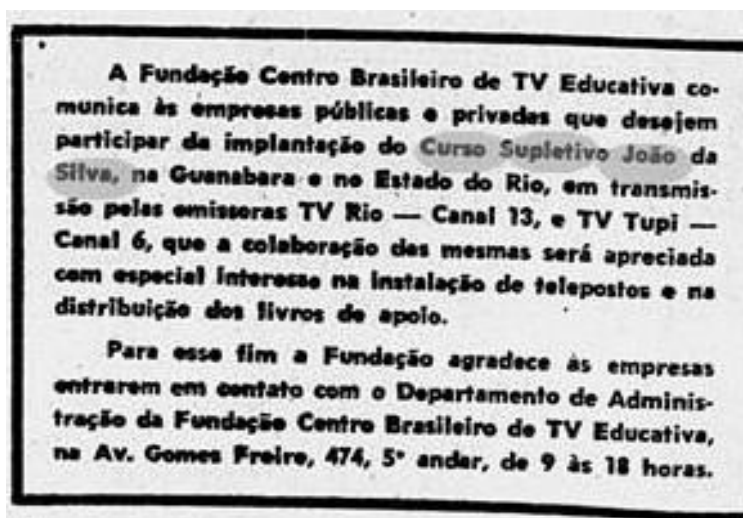 A Fundação Centro Brasileiro de TV Educativa co-
munica às empresas públicas e privadas que desejem
participar da implantação do Curso Supletivo João da
Silva, na Guanabara e no Estado do Rio, em transmis-
são pelas emissoras TV Rio — Canal 13, e TV Tupi —
Canal 6, que a colaboração das mesmas será apreciada
com especial interesse na instalação de telepostos e na
distribuição dos livros de apoio.
Para esse fim a Fundação agradece às empresas
entrarem em contato com o Departamento de Adminis-
tração da Fundação Centro Brasileiro de TV Educativa,
na Av. Gomes Freire, 474, 5º andar, de 9 às 18 horas.